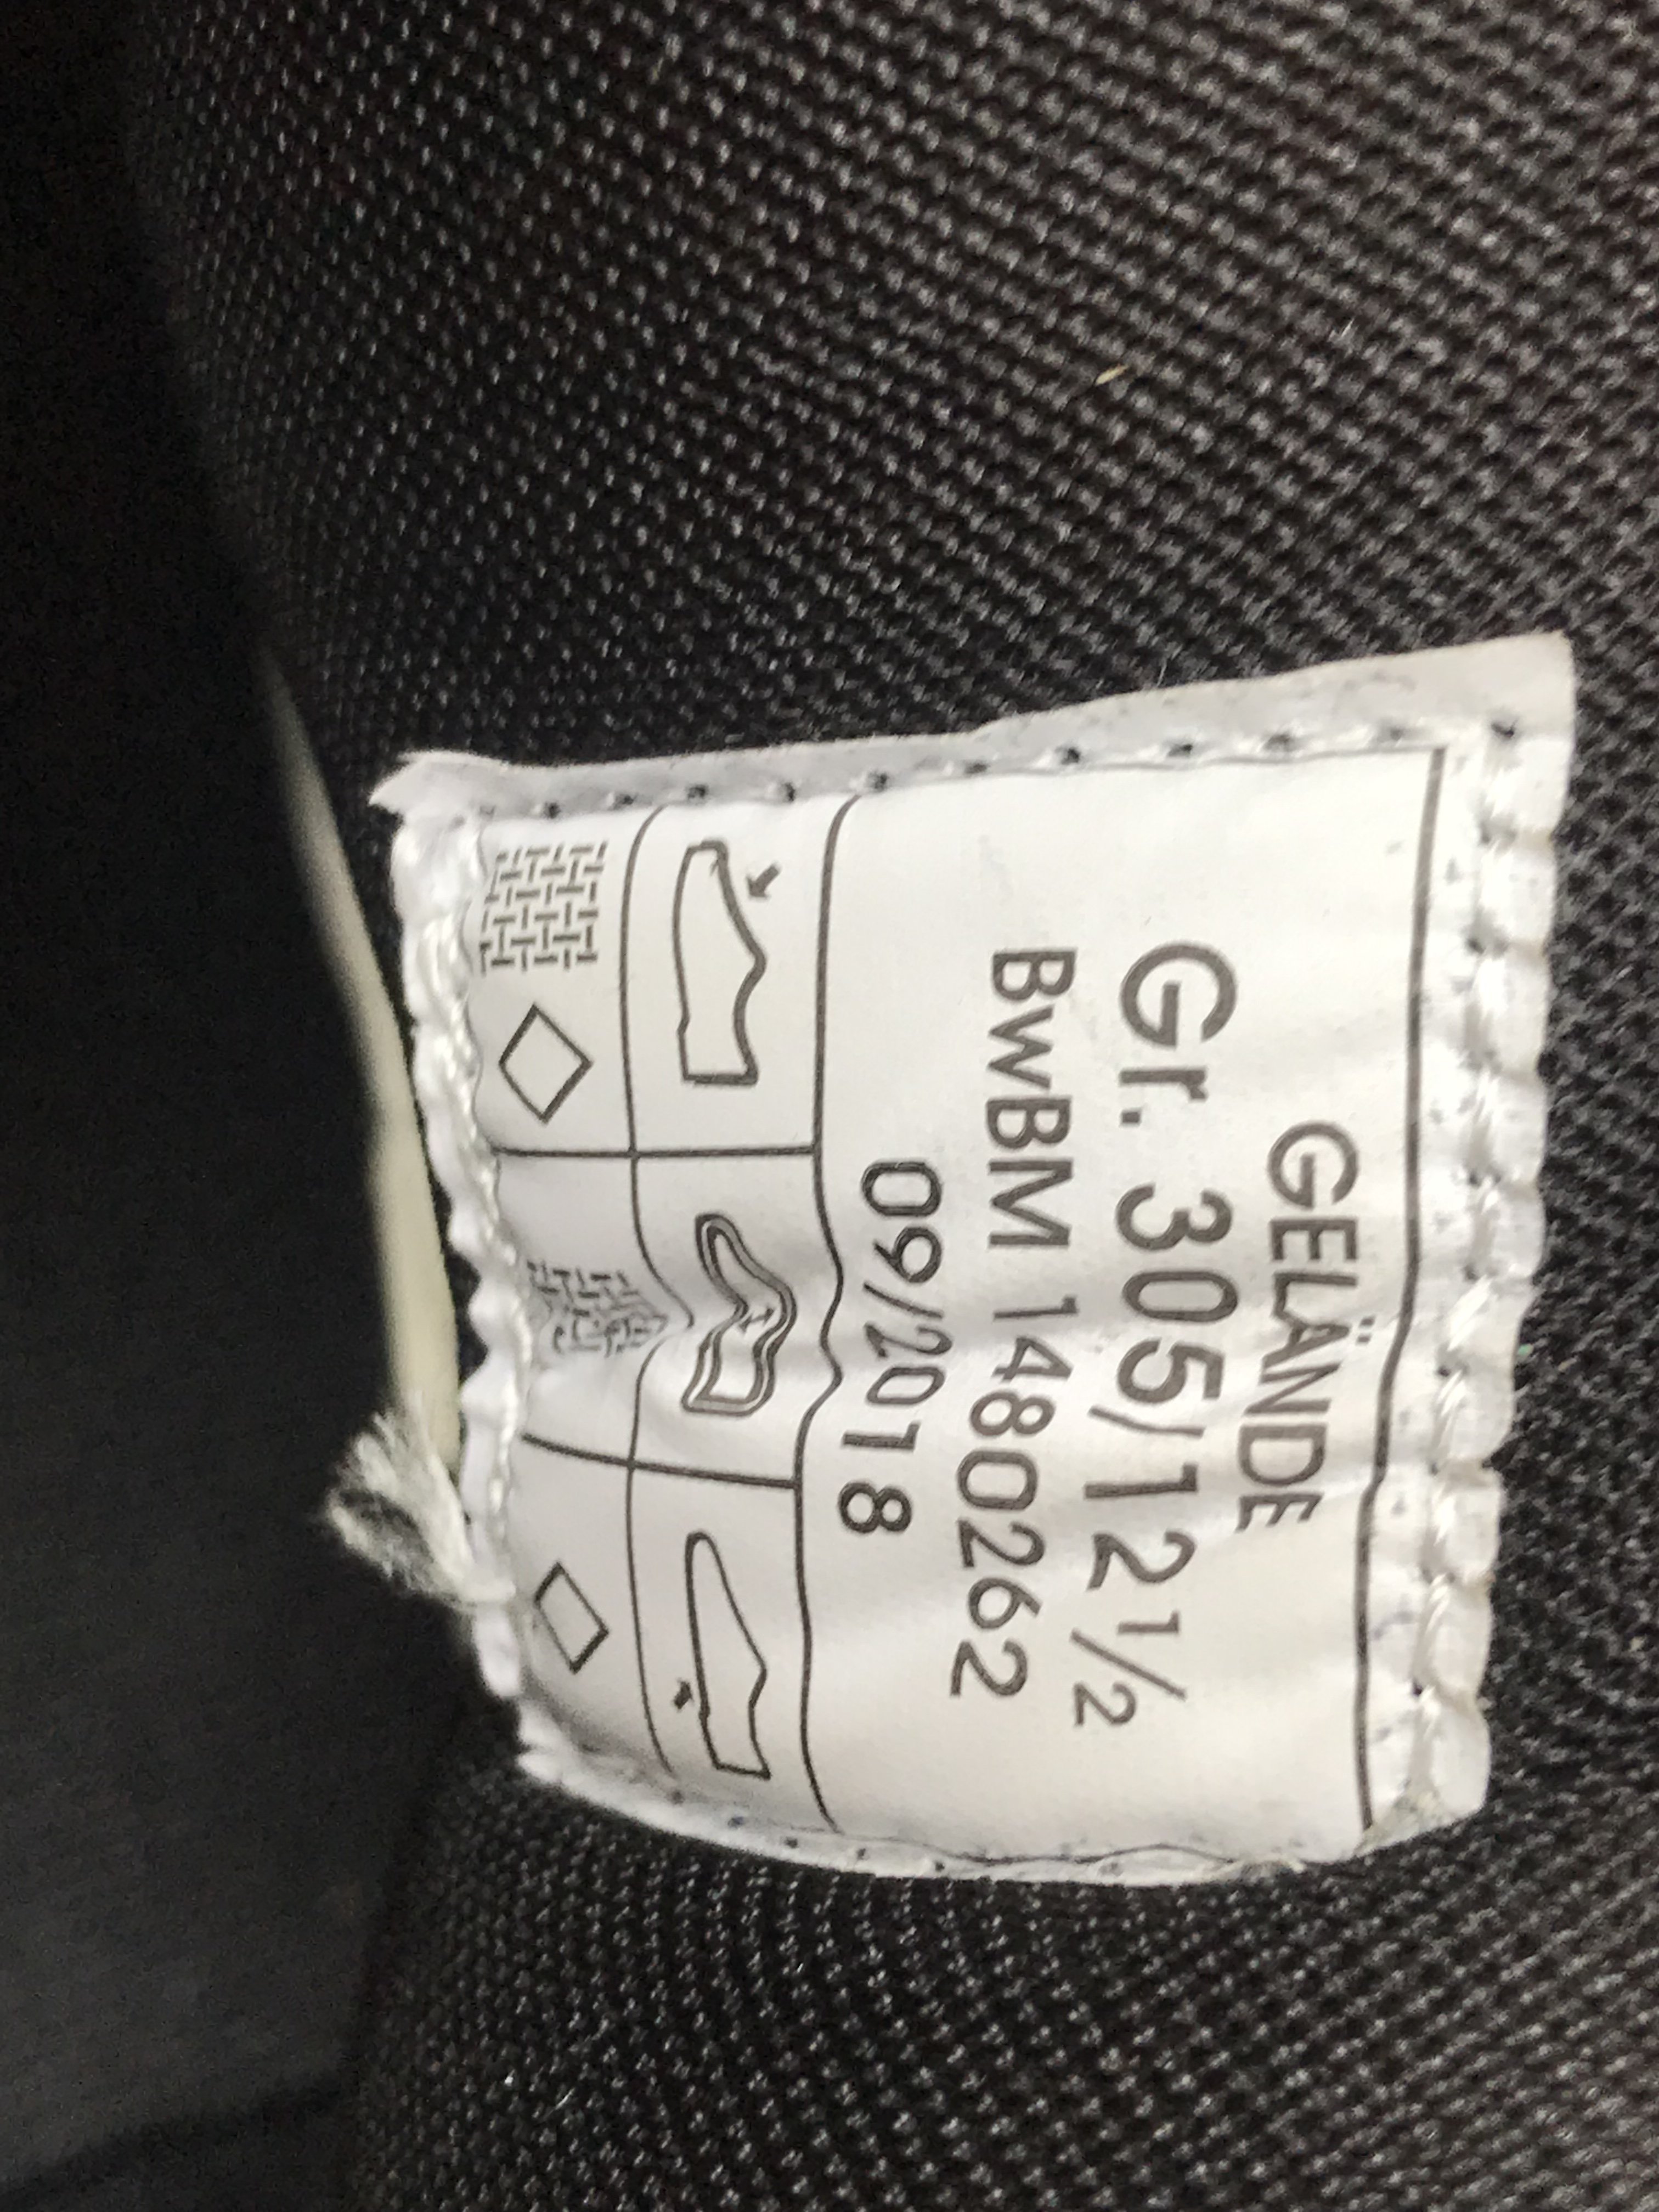 GELÄNDE
Gr. 305/12½
BwBM 1480262
09/2018